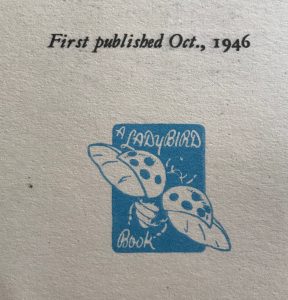 First published Oct., 1946
A LADYBIRD
Book